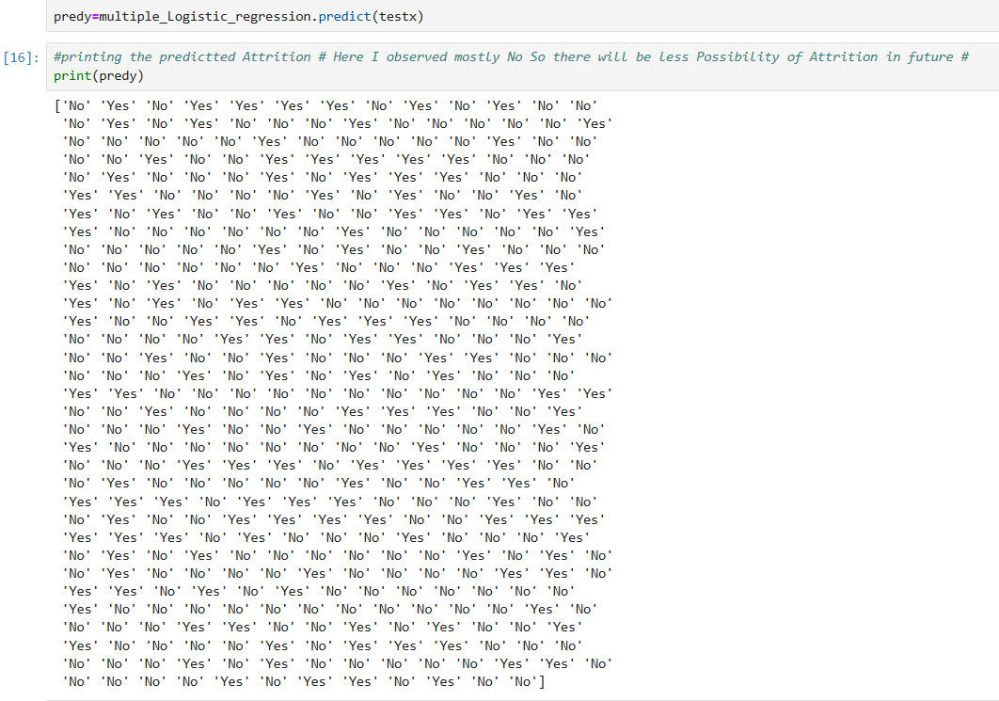 predy=multiple_Logistic_regression.predict(testx)
[16]: #printing the predictted Attrition # Here I observed mostly No So there will be less Possibility of Attrition in future #
print(predy)
['No' 'Yes' 'No' 'Yes' 'Yes' 'Yes' 'Yes' 'No' 'Yes' 'No' 'Yes' 'No' 'No'
'No' 'Yes' 'No' 'Yes' 'No' 'No' 'No' 'Yes' 'No' 'No' 'No' 'No' 'No' 'Yes'
'No' 'No' 'No' 'No' 'No' 'Yes' 'No' 'No' 'No' 'No' 'No' 'Yes' 'No' 'No'
'No' 'No' 'Yes' 'No' 'No' 'Yes' 'Yes' 'Yes' 'Yes' 'Yes' 'No' 'No' 'No'
'No' 'Yes' 'No' 'No' 'No' 'Yes' 'No' 'Yes' 'Yes' 'Yes' 'No' 'No' 'No'
'Yes' 'Yes' 'No' 'No' 'No' 'No' 'Yes' 'No' 'Yes' 'No' 'No' 'Yes' 'No'
'Yes' 'No' 'Yes' 'No' 'No' 'Yes' 'No' 'No' 'Yes' 'Yes' 'No' 'Yes' 'Yes'
'Yes' 'No' 'No' 'No' 'No' 'No' 'No' 'Yes' 'No' 'No' 'No' 'No' 'No' 'Yes'
'No' 'No' 'No' 'No' 'No' 'Yes' 'No' 'Yes' 'No' 'No' 'Yes' 'No' 'No' 'No'
'No' 'No' 'No' 'No' 'No' 'No' 'Yes' 'No' 'No' 'No' 'Yes' 'Yes' 'Yes'
'Yes' 'No' 'Yes' 'No' 'No' 'No' 'No' 'No' 'Yes' 'No' 'Yes' 'Yes' 'No'
'Yes' 'No' 'Yes' 'No' 'Yes' 'Yes' 'No' 'No' 'No' 'No' 'No' 'No' 'No' 'No'
'Yes' 'No' 'No' 'Yes' 'Yes' 'No' 'Yes' 'Yes' 'Yes' 'No' 'No' 'No' 'No'
'No' 'No' 'No' 'No' 'Yes' 'Yes' 'No' 'Yes' 'Yes' 'No' 'No' 'No' 'Yes'
'No' 'No' 'Yes' 'No' 'No' 'Yes' 'No' 'No' 'No' 'Yes' 'Yes' 'No' 'No' 'No'
'No' 'No' 'No' 'Yes' 'No' 'Yes' 'No' 'Yes' 'No' 'Yes' 'No' 'No' 'No'
'Yes' 'Yes' 'No' 'No' 'No' 'No' 'No' 'No' 'No' 'No' 'No' 'No' 'Yes' 'Yes'
'No' 'No' 'Yes' 'No' 'No' 'No' 'No' 'Yes' 'Yes' 'Yes' 'No' 'No' 'Yes'
'No' 'No' 'No' 'Yes' 'No' 'No' 'Yes' 'No' 'No' 'No' 'No' 'No' 'Yes' 'No'
'Yes' 'No' 'No' 'No' 'No' 'No' 'No' 'No' 'No' 'Yes' 'No' 'No' 'No' 'Yes'
'No' 'No' 'No' 'Yes' 'Yes' 'Yes' 'No' 'Yes' 'Yes' 'Yes' 'Yes' 'No' 'No'
'No' 'Yes' 'No' 'No' 'No' 'No' 'No' 'Yes' 'No' 'No' 'Yes' 'Yes' 'No'
'Yes' 'Yes' 'Yes' 'No' 'Yes' 'Yes' 'Yes' 'No' 'No' 'No' 'Yes' 'No' 'No'
'No' 'Yes' 'No' 'No' 'Yes' 'Yes' 'Yes' 'Yes' 'No' 'No' 'Yes' 'Yes' 'Yes'
'Yes' 'Yes' 'Yes' 'No' 'Yes' 'No' 'No' 'No' 'Yes' 'No' 'No' 'No' 'Yes'
'No' 'Yes' 'No' 'Yes' 'No' 'No' 'No' 'No' 'No' 'No' 'Yes' 'No' 'Yes' 'No'
'No' 'Yes' 'No' 'No' 'No' 'No' 'Yes' 'No' 'No' 'No' 'No' 'Yes' 'Yes' 'No'
'Yes' 'Yes' 'No' 'Yes' 'No' 'Yes' 'No' 'No' 'No' 'No' 'No' 'No' 'No'
'Yes' 'No' 'No' 'No' 'No' 'No' 'No' 'No' 'No' 'No' 'No' 'No' 'Yes' 'No'
'No' 'No' 'No' 'Yes' 'Yes' 'No' 'No' 'Yes' 'No' 'Yes' 'No' 'No' 'Yes'
'Yes' 'No' 'No' 'No' 'No' 'Yes' 'No' 'Yes' 'Yes' 'Yes' 'No' 'No' 'No'
'No' 'No' 'No' 'Yes' 'No' 'Yes' 'No' 'No' 'No' 'No' 'No' 'Yes' 'Yes' 'No'
'No' 'No' 'No' 'No' 'Yes' 'No' 'Yes' 'Yes' 'No' 'Yes' 'No' 'No']